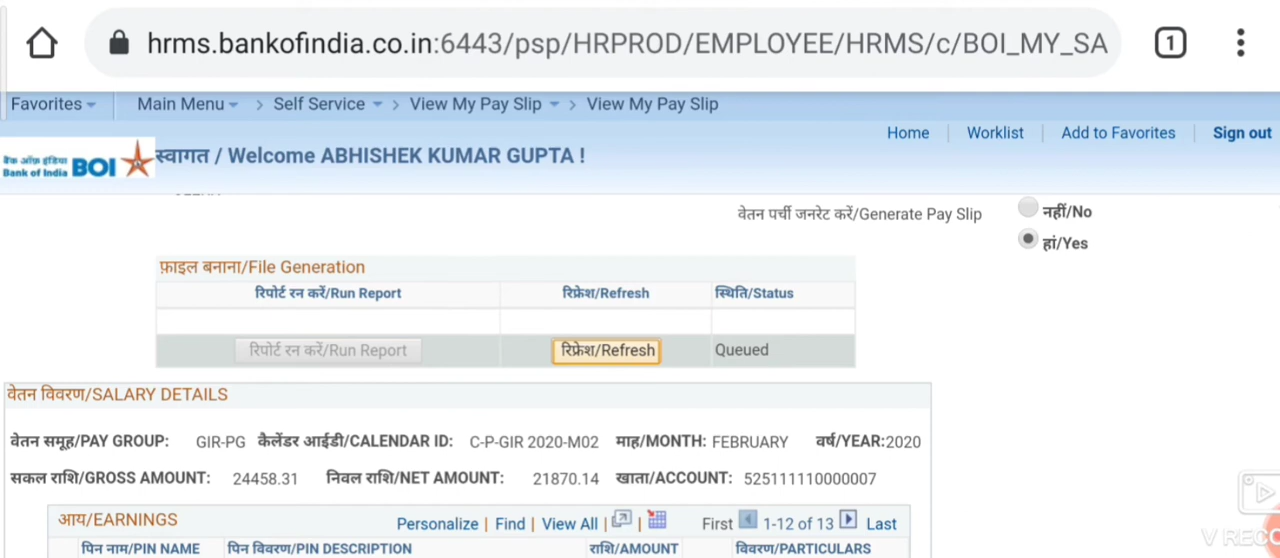 hrms.bankofindia.co.in:6443/psp/HRPROD/EMPLOYEE/HRMS/c/BOI_MY_SA 1
Favorites Main Menu > Self Service > View My Pay Slip > View My Pay Slip
Home Worklist Add to Favorites Sign out
बैंक ऑफ़ इंडिया BOI
Bank of India
स्वागत / Welcome ABHISHEK KUMAR GUPTA !
वेतन पर्ची जनरेट करें/Generate Pay Slip नहीं/No
हां/Yes
फ़ाइल बनाना/File Generation
रिपोर्ट रन करें/Run Report रिफ्रेश/Refresh स्थिति/Status
रिपोर्ट रन करें/Run Report रिफ्रेश/Refresh Queued
वेतन विवरण/SALARY DETAILS
वेतन समूह/PAY GROUP: GIR-PG कैलेंडर आईडी/CALENDAR ID: C-P-GIR 2020-M02 माह/MONTH: FEBRUARY वर्ष/YEAR:2020
सकल राशि/GROSS AMOUNT: 24458.31 निवल राशि/NET AMOUNT: 21870.14 खाता/ACCOUNT: 525111110000007
आय/EARNINGS Personalize | Find | View All | | First 1-12 of 13 Last
पिन नाम/PIN NAME पिन विवरण/PIN DESCRIPTION राशि/AMOUNT विवरण/PARTICULARS
V RECO